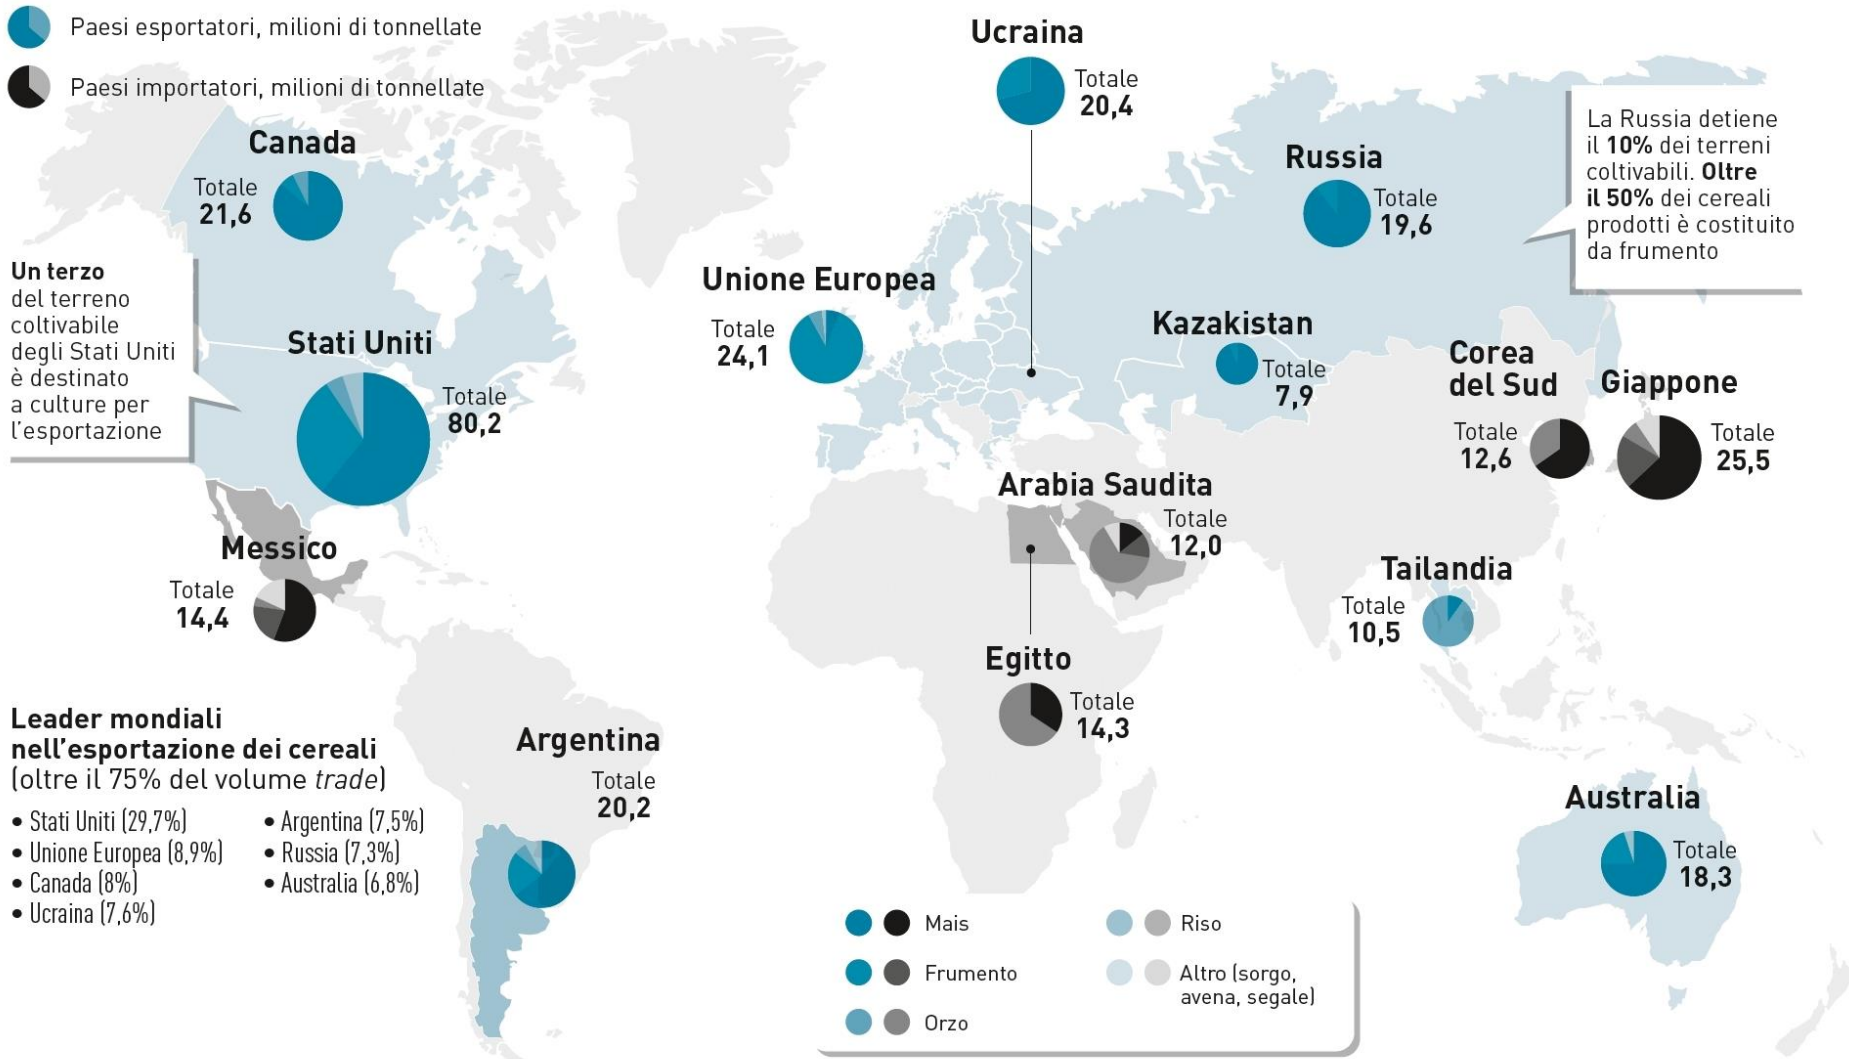 Paesi esportatori, milioni di tonnellate
Paesi importatori, milioni di tonnellate
Canada
Totale
21,6
Un terzo
del terreno
coltivabile
degli Stati Uniti
è destinato
a culture per
l'esportazione
Stati Uniti
Totale
80,2
Messico
Totale
14,4
Ucraina
Totale
20,4
Russia
Totale
19,6
La Russia detiene
il 10% dei terreni
coltivabili. Oltre
il 50% dei cereali
prodotti è costituito
da frumento
Unione Europea
Totale
24,1
Kazakistan
Totale
7,9
Corea
del Sud
Totale
12,6
Giappone
Totale
25,5
Arabia Saudita
Totale
12,0
Tailandia
Totale
10,5
Egitto
Totale
14,3
Argentina
Totale
20,2
Australia
Totale
18,3
Leader mondiali
nell'esportazione dei cereali
(oltre il 75% del volume trade)
• Stati Uniti (29,7%)
• Unione Europea (8,9%)
• Canada (8%)
• Ucraina (7,6%)
• Argentina (7,5%)
• Russia (7,3%)
• Australia (6,8%)
Mais
Frumento
Orzo
Riso
Altro (sorgo,
avena, segale)